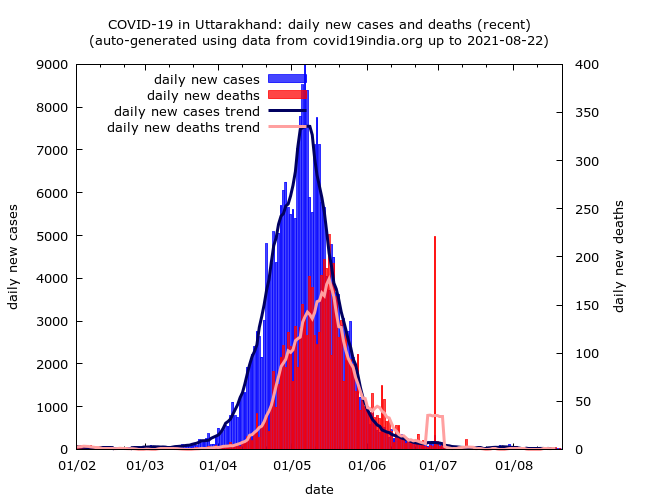 COVID-19 in Uttarakhand: daily new cases and deaths (recent)
(auto-generated using data from covid19india.org up to 2021-08-22)
daily new cases
daily new deaths
daily new cases trend
daily new deaths trend
9000
8000
7000
6000
5000
4000
3000
2000
1000
0
daily new cases
400
350
300
250
200
150
100
50
0
daily new deaths
01/02 01/03 01/04 01/05 01/06 01/07 01/08
date